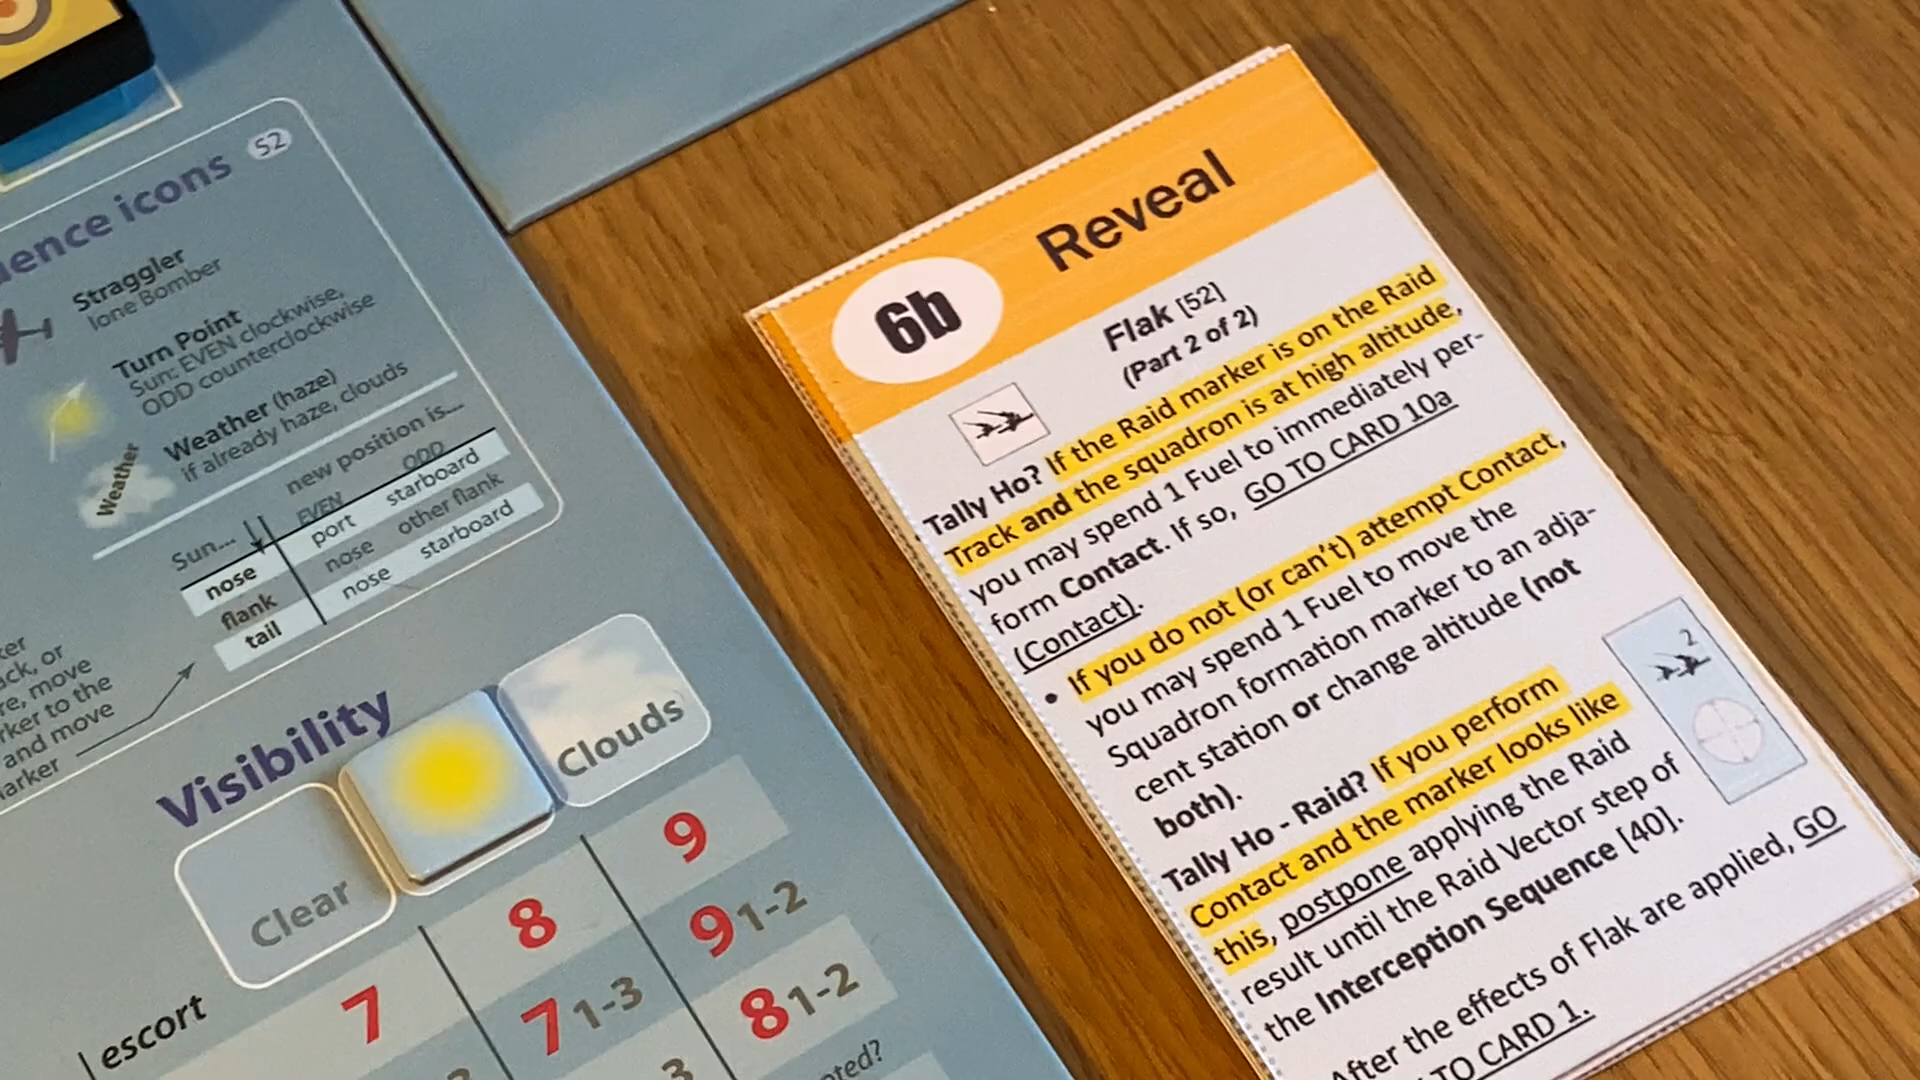 52
icons
Straggler
lone Bomber
Turn Point
Sun: EVEN clockwise,
ODD counterclockwise
Weather
Weather (haze)
if already haze, clouds
new position is...
Sun... EVEN ODD
nose port starboard
flank nose other flank
tail nose starboard
move
to the
and move
Visibility
Clear
Clouds
escort 7 8 9
7 1-3 9 1-2
8 1-2
6b
Reveal
Flak [52]
(Part 2 of 2)
Tally Ho? If the Raid marker is on the Raid
Track and the squadron is at high altitude,
you may spend 1 Fuel to immediately per-
form Contact. If so, GO TO CARD 10a
(Contact).
• If you do not (or can't) attempt Contact,
you may spend 1 Fuel to move the
Squadron formation marker to an adja-
cent station or change altitude (not
both).
2
Tally Ho - Raid? If you perform
Contact and the marker looks like
this, postpone applying the Raid
result until the Raid Vector step of
the Interception Sequence [40].
After the effects of Flak are applied, GO
TO CARD 1.